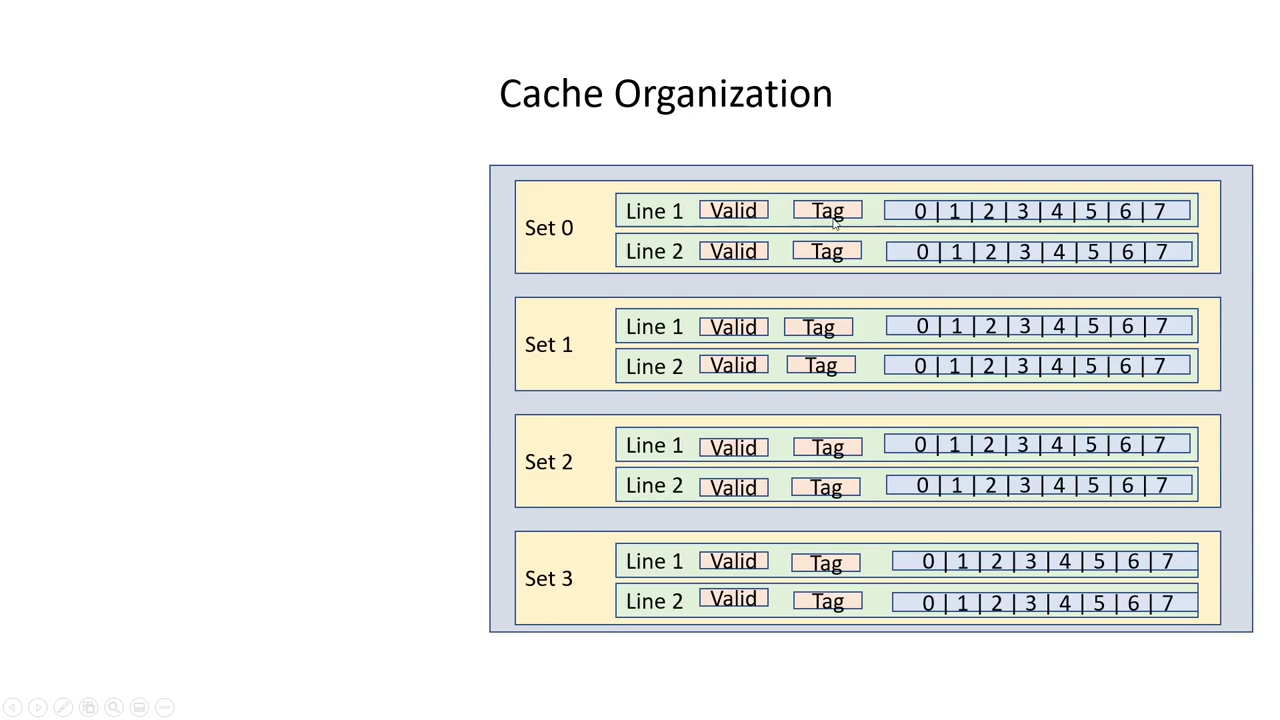 Cache Organization
Set 0
Line 1 Valid Tag 0 | 1 | 2 | 3 | 4 | 5 | 6 | 7
Line 2 Valid Tag 0 | 1 | 2 | 3 | 4 | 5 | 6 | 7
Set 1
Line 1 Valid Tag 0 | 1 | 2 | 3 | 4 | 5 | 6 | 7
Line 2 Valid Tag 0 | 1 | 2 | 3 | 4 | 5 | 6 | 7
Set 2
Line 1 Valid Tag 0 | 1 | 2 | 3 | 4 | 5 | 6 | 7
Line 2 Valid Tag 0 | 1 | 2 | 3 | 4 | 5 | 6 | 7
Set 3
Line 1 Valid Tag 0 | 1 | 2 | 3 | 4 | 5 | 6 | 7
Line 2 Valid Tag 0 | 1 | 2 | 3 | 4 | 5 | 6 | 7